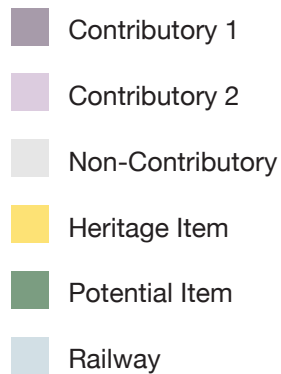 Contributory 1
Contributory 2
Non-Contributory
Heritage Item
Potential Item
Railway